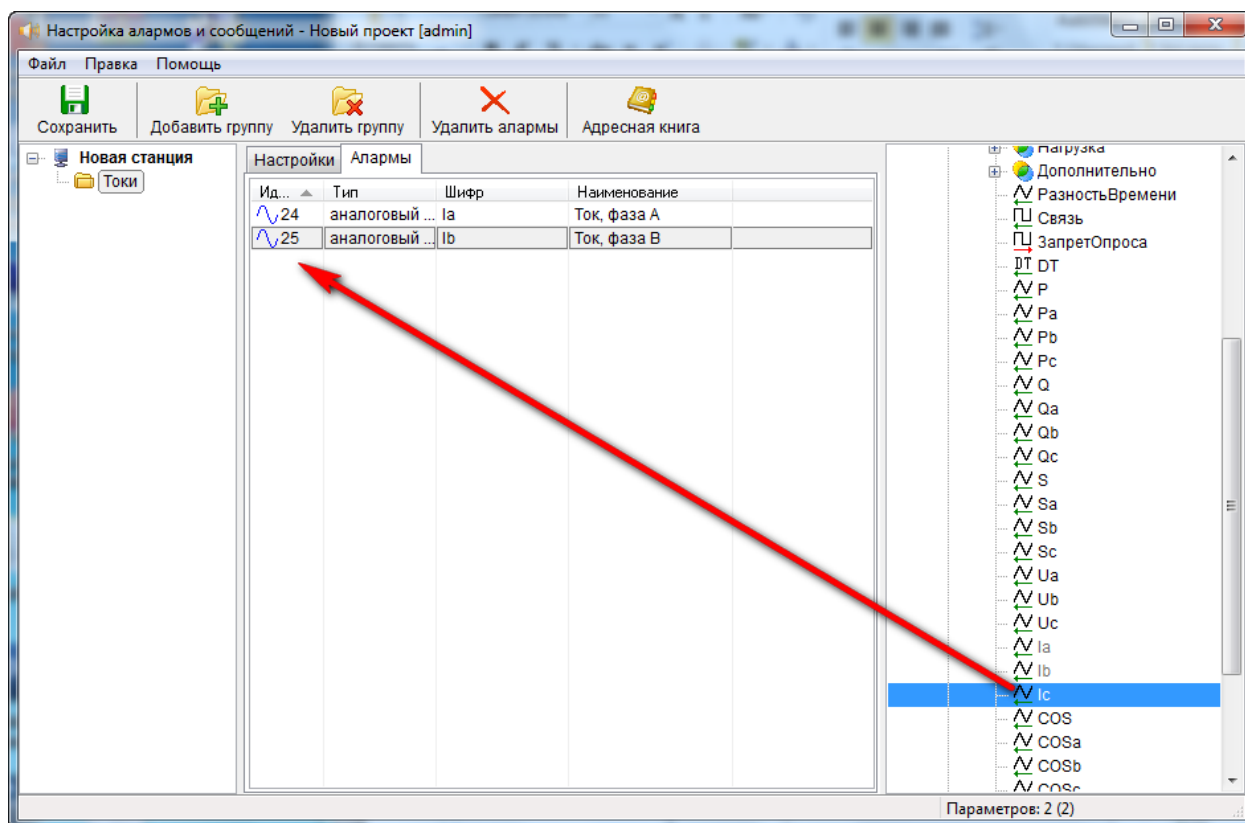 Настройка алармов и сообщений - Новый проект [admin]
Файл Правка Помощь
Сохранить Добавить группу Удалить группу Удалить алармы Адресная книга
Новая станция
Токи
Настройки Алармы
Ид... Тип Шифр Наименование
24 аналоговый ... Ia Ток, фаза А
25 аналоговый ... Ib Ток, фаза В
Нагрузка
Дополнительно
РазностьВремени
Связь
ЗапретОпроса
DT DT
P
Pa
Pb
Pc
Q
Qa
Qb
Qc
S
Sa
Sb
Sc
Ua
Ub
Uc
Ia
Ib
Ic
COS
COSa
COSb
COSc
Параметров: 2 (2)